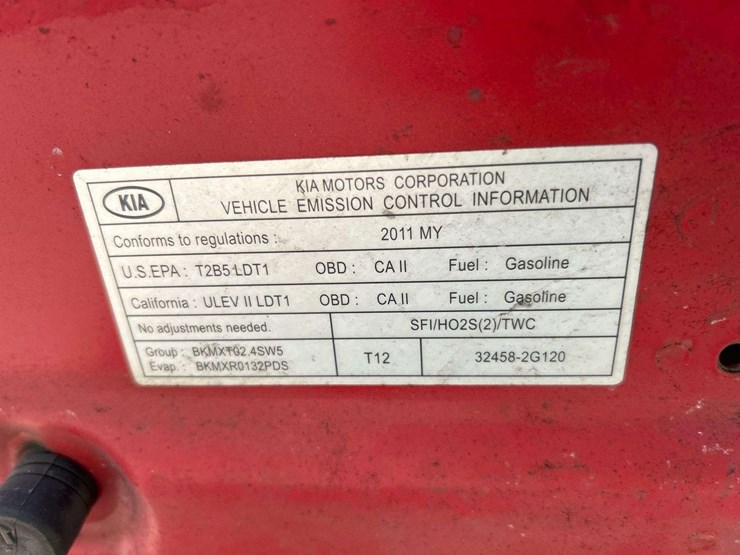 KIA
KIA MOTORS CORPORATION
VEHICLE EMISSION CONTROL INFORMATION
Conforms to regulations : 2011 MY
U.S.EPA : T2B5 LDT1 OBD : CA II Fuel : Gasoline
California : ULEV II LDT1 OBD : CA II Fuel : Gasoline
No adjustments needed. SFI/HO2S(2)/TWC
Group : BKMXT02.4SW5
Evap. : BKMXR0132PDS
T12
32458-2G120